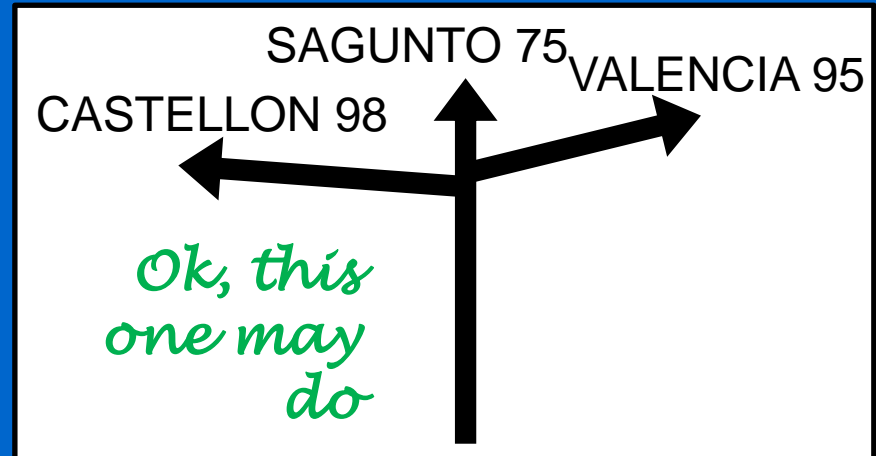 SAGUNTO 75
VALENCIA 95
CASTELLON 98
Ok, this
one may
do